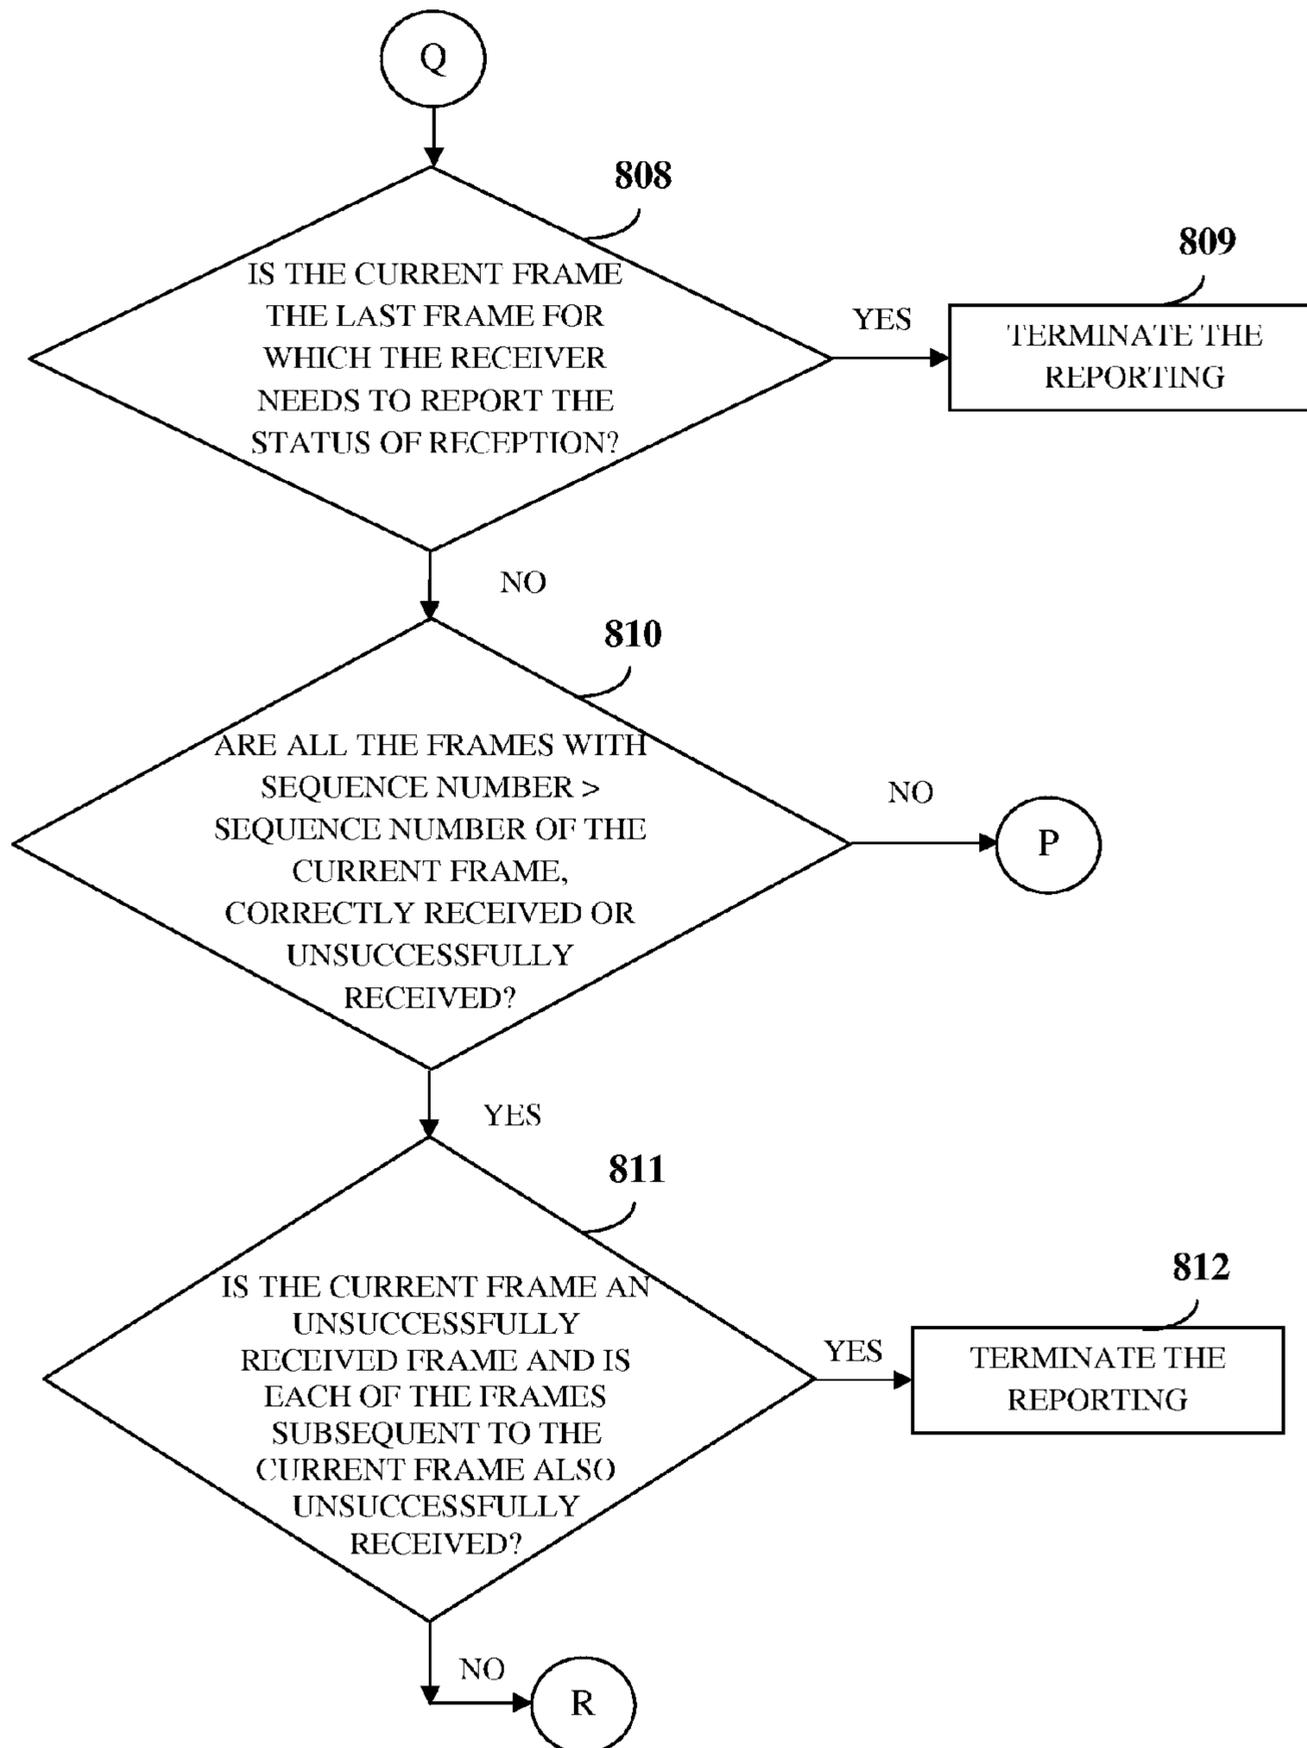 Q
808
IS THE CURRENT FRAME
THE LAST FRAME FOR
WHICH THE RECEIVER
NEEDS TO REPORT THE
STATUS OF RECEPTION?
YES
809
TERMINATE THE
REPORTING
NO
810
ARE ALL THE FRAMES WITH
SEQUENCE NUMBER >
SEQUENCE NUMBER OF THE
CURRENT FRAME,
CORRECTLY RECEIVED OR
UNSUCCESSFULLY
RECEIVED?
NO
P
YES
811
IS THE CURRENT FRAME AN
UNSUCCESSFULLY
RECEIVED FRAME AND IS
EACH OF THE FRAMES
SUBSEQUENT TO THE
CURRENT FRAME ALSO
UNSUCCESSFULLY
RECEIVED?
YES
812
TERMINATE THE
REPORTING
NO
R